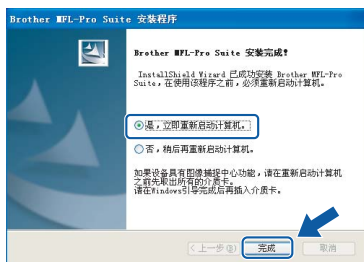 Brother MFL-Pro Suite 安装程序
Brother MFL-Pro Suite 安装完成!
InstallShield Wizard 已成功安装 Brother MFL-Pro
Suite，在使用该程序之前，必须重新启动计算机。
是，立即重新启动计算机。
否，稍后再重新启动计算机。
如果设备具有图像捕捉中心功能，请在重新启动计算机
之前先取出所有的介质卡。
请在Windows引导完成后再插入介质卡。
< 上一步(B)
完成
取消